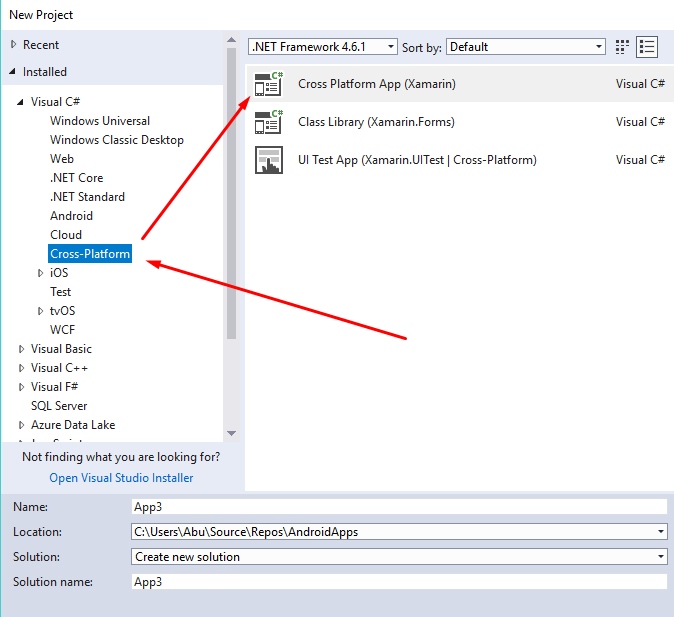 New Project
Recent
Installed
Visual C#
Windows Universal
Windows Classic Desktop
Web
.NET Core
.NET Standard
Android
Cloud
Cross-Platform
iOS
Test
tvOS
WCF
Visual Basic
Visual C++
Visual F#
SQL Server
Azure Data Lake
Not finding what you are looking for?
Open Visual Studio Installer
.NET Framework 4.6.1 Sort by: Default
Cross Platform App (Xamarin) Visual C#
Class Library (Xamarin.Forms) Visual C#
UI Test App (Xamarin.UITest | Cross-Platform) Visual C#
Name: App3
Location: C:\Users\Abu\Source\Repos\AndroidApps
Solution: Create new solution
Solution name: App3